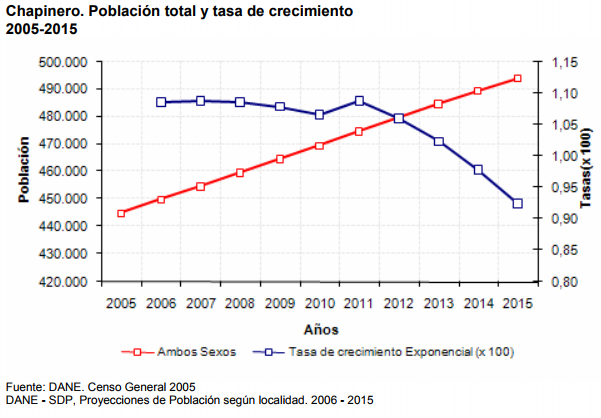 Chapinero. Población total y tasa de crecimiento
2005-2015
500.000
490.000
480.000
470.000
460.000
450.000
440.000
430.000
420.000
Población
1,15
1,10
1,05
1,00
0,95
0,90
0,85
0,80
Tasas(x 100)
2005 2006 2007 2008 2009 2010 2011 2012 2013 2014 2015
Años
Ambos Sexos Tasa de crecimiento Exponencial (x 100)
Fuente: DANE. Censo General 2005
DANE - SDP, Proyecciones de Población según localidad. 2006 - 2015